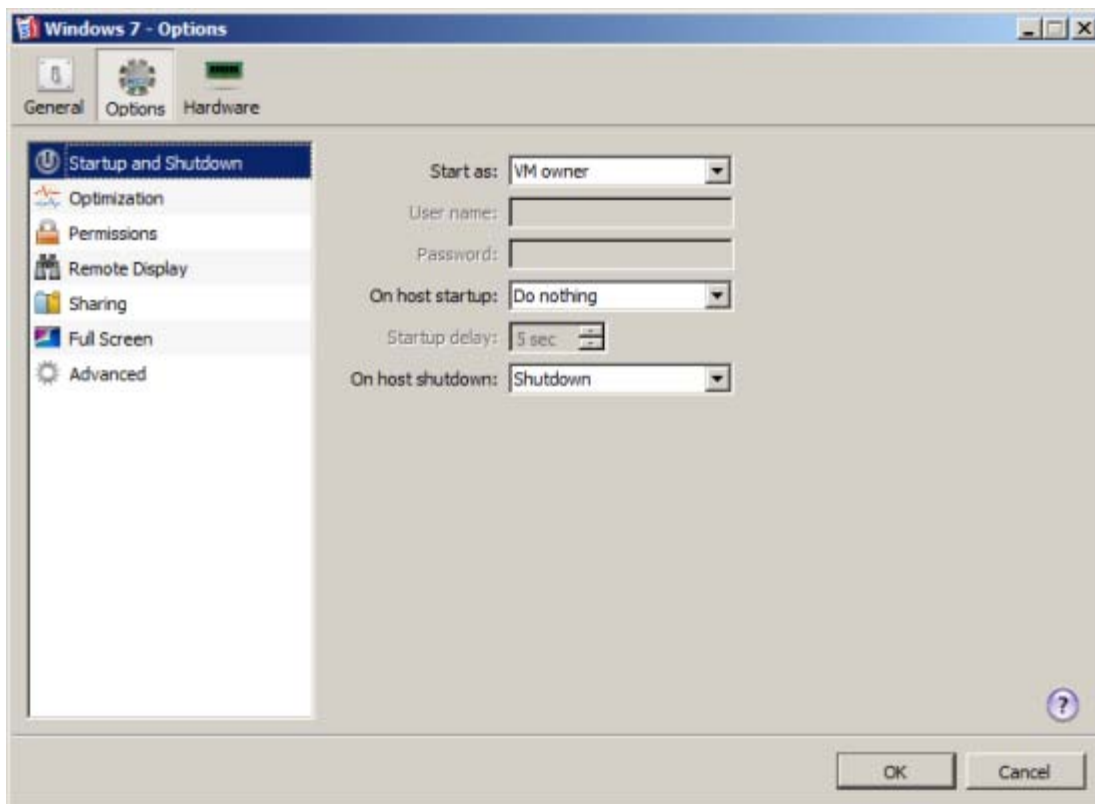 Windows 7 - Options
General Options Hardware
Startup and Shutdown
Optimization
Permissions
Remote Display
Sharing
Full Screen
Advanced
Start as: VM owner
User name:
Password:
On host startup: Do nothing
Startup delay: 5 sec
On host shutdown: Shutdown
?
OK Cancel